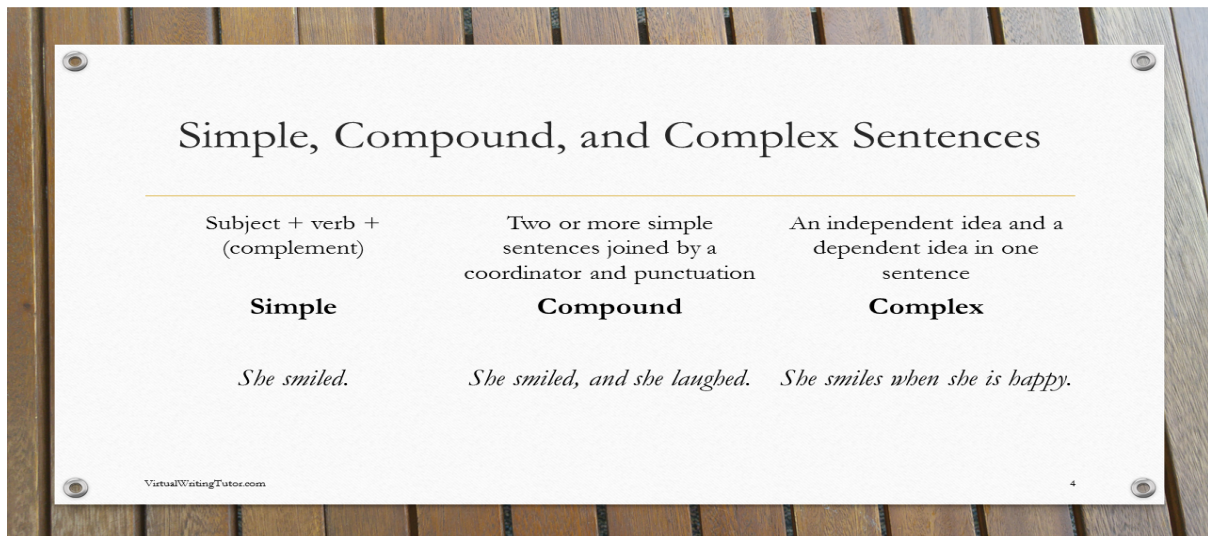 Simple, Compound, and Complex Sentences
Subject + verb +
(complement)
Simple
She smiled.
Two or more simple
sentences joined by a
coordinator and punctuation
Compound
She smiled, and she laughed.
An independent idea and a
dependent idea in one
sentence
Complex
She smiles when she is happy.
VirtualWritingTutor.com
4